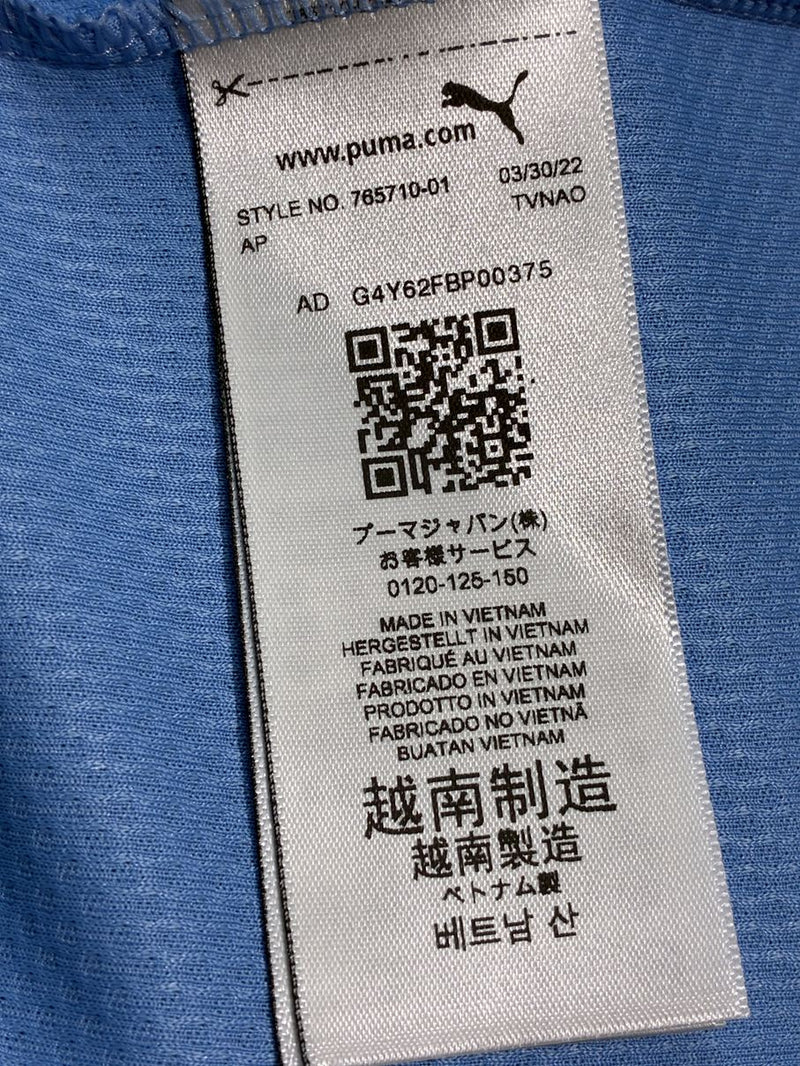 www.puma.com
STYLE NO. 765710-01 03/30/22
AP TVNAO
AD G4Y62FBP00375
プーマジャパン(株)
お客様サービス
0120-125-150
MADE IN VIETNAM
HERGESTELLT IN VIETNAM
FABRIQUÉ AU VIETNAM
FABRICADO EN VIETNAM
PRODOTTO IN VIETNAM
FABRICADO NO VIETNÃ
BUATAN VIETNAM
越南制造
越南製造
ベトナム製
베트남 산